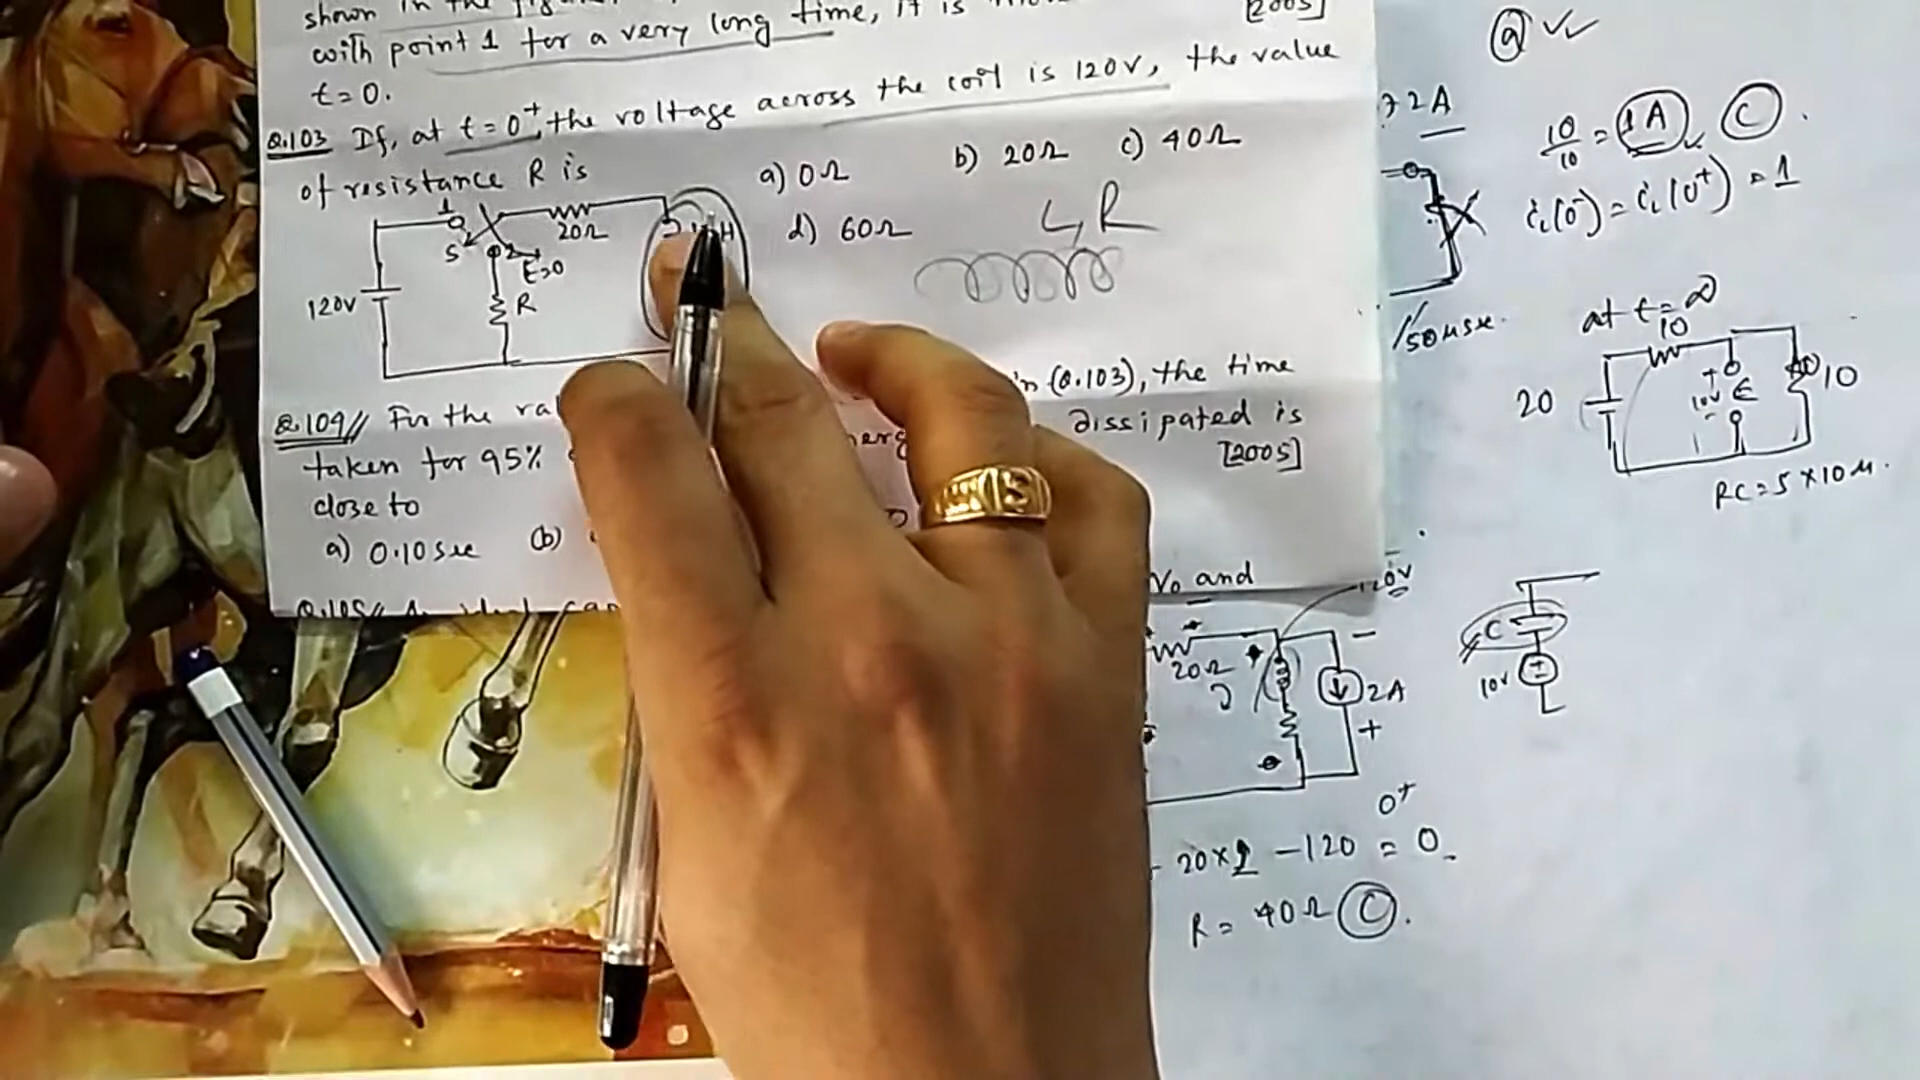 shown in the
with point 1 for a very long time, it is
[2005]
t=0.
Q.103 If, at t=0⁺, the voltage across the coil is 120V, the value
of resistance R is
a) 0Ω
b) 20Ω
c) 40Ω
d) 60Ω
1
S
2
t=0
20Ω
120V
R
L, R
Q.104// For the
in (Q.103), the time
taken for 95%
dissipated is
[2005]
close to
a) 0.10 sec
(b)
a
2A
10/10 = 1A C.
iL(0⁻) = iL(0⁺) = 1
150 μsec.
at t=∞
10
20
+
10V
-
10
RC = 5×10μ.
V₀ and
120V
20Ω
2A
-
+
C
10V
+
0⁺
20×2 -120 = 0
R = 40Ω C.